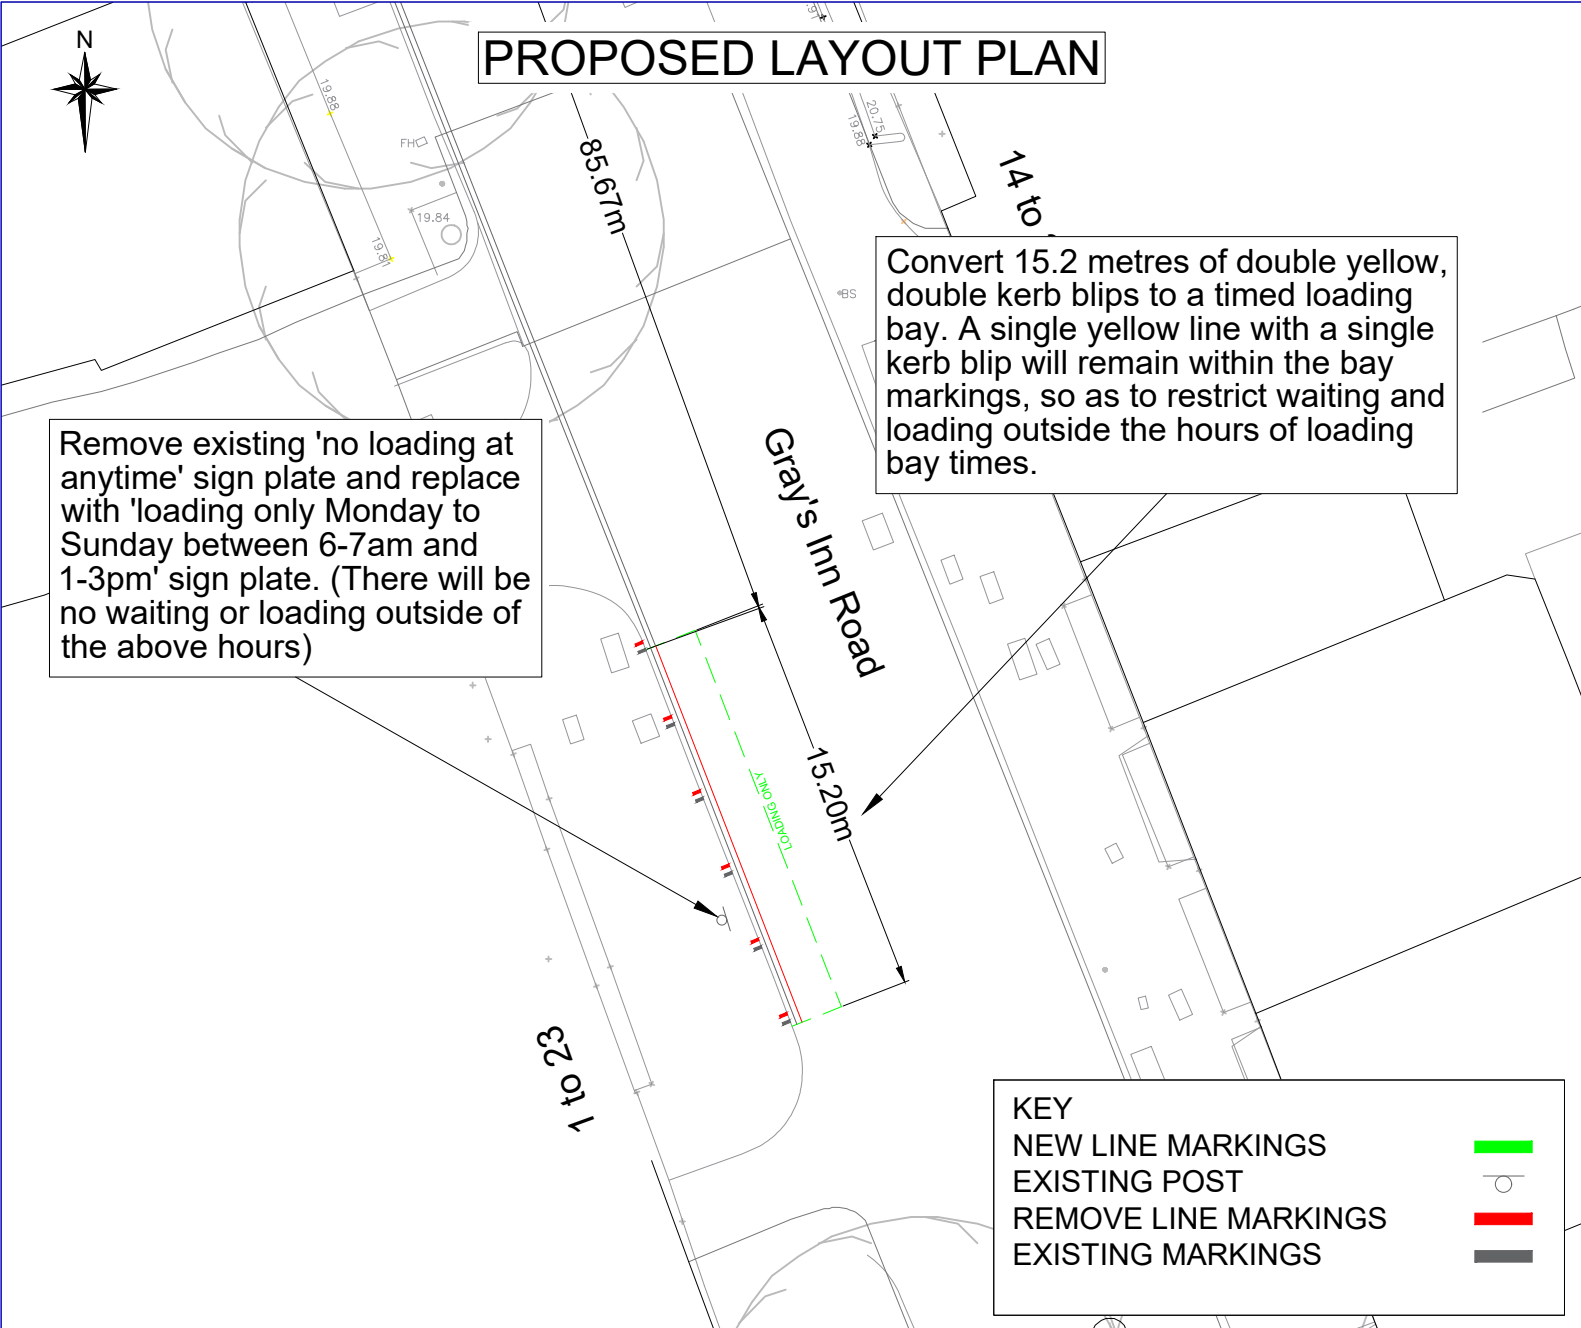 PROPOSED LAYOUT PLAN
N
19.88
FH
19.84
19.81
85.67m
20.75
19.88
14 to
BS
Convert 15.2 metres of double yellow,
double kerb blips to a timed loading
bay. A single yellow line with a single
kerb blip will remain within the bay
markings, so as to restrict waiting and
loading outside the hours of loading
bay times.
Remove existing 'no loading at
anytime' sign plate and replace
with 'loading only Monday to
Sunday between 6-7am and
1-3pm' sign plate. (There will be
no waiting or loading outside of
the above hours)
Gray's Inn Road
15.20m
LOADING ONLY
1 to 23
KEY
NEW LINE MARKINGS
EXISTING POST
REMOVE LINE MARKINGS
EXISTING MARKINGS